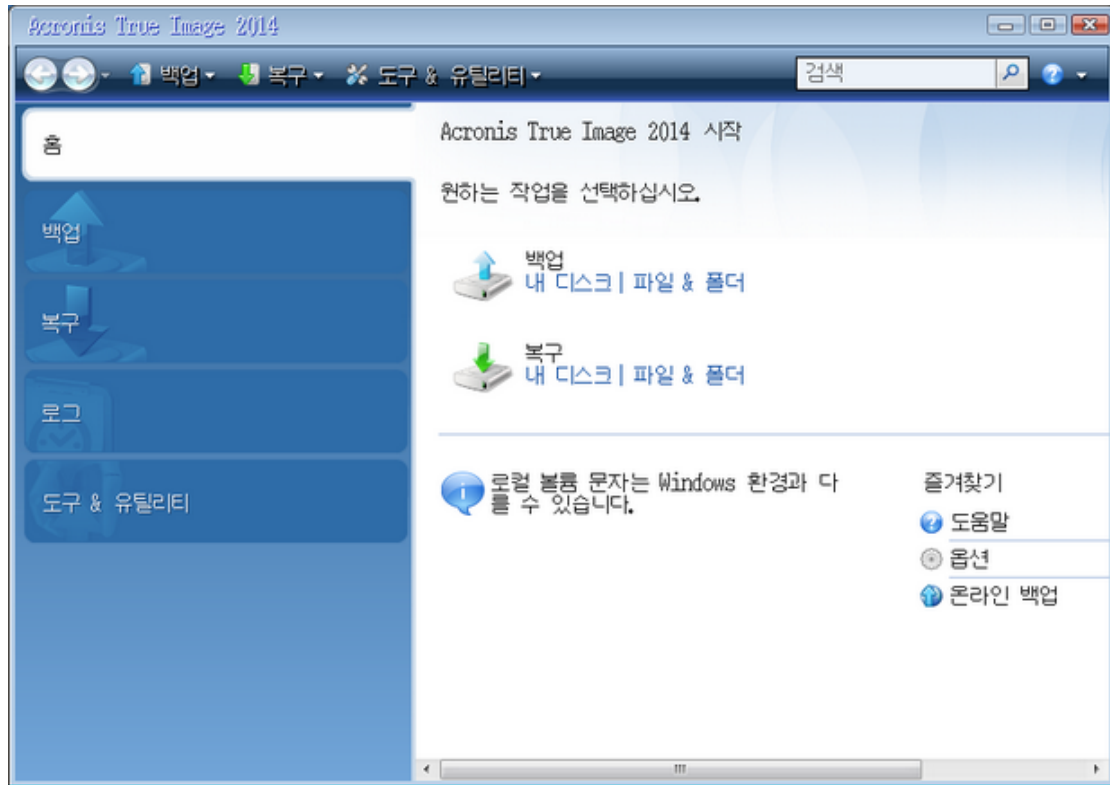 Acronis True Image 2014
백업 복구 도구 & 유틸리티 검색
홈
백업
복구
로그
도구 & 유틸리티
Acronis True Image 2014 시작
원하는 작업을 선택하십시오.
백업
내 디스크 | 파일 & 폴더
복구
내 디스크 | 파일 & 폴더
로컬 볼륨 문자는 Windows 환경과 다
를 수 있습니다.
즐겨찾기
도움말
옵션
온라인 백업